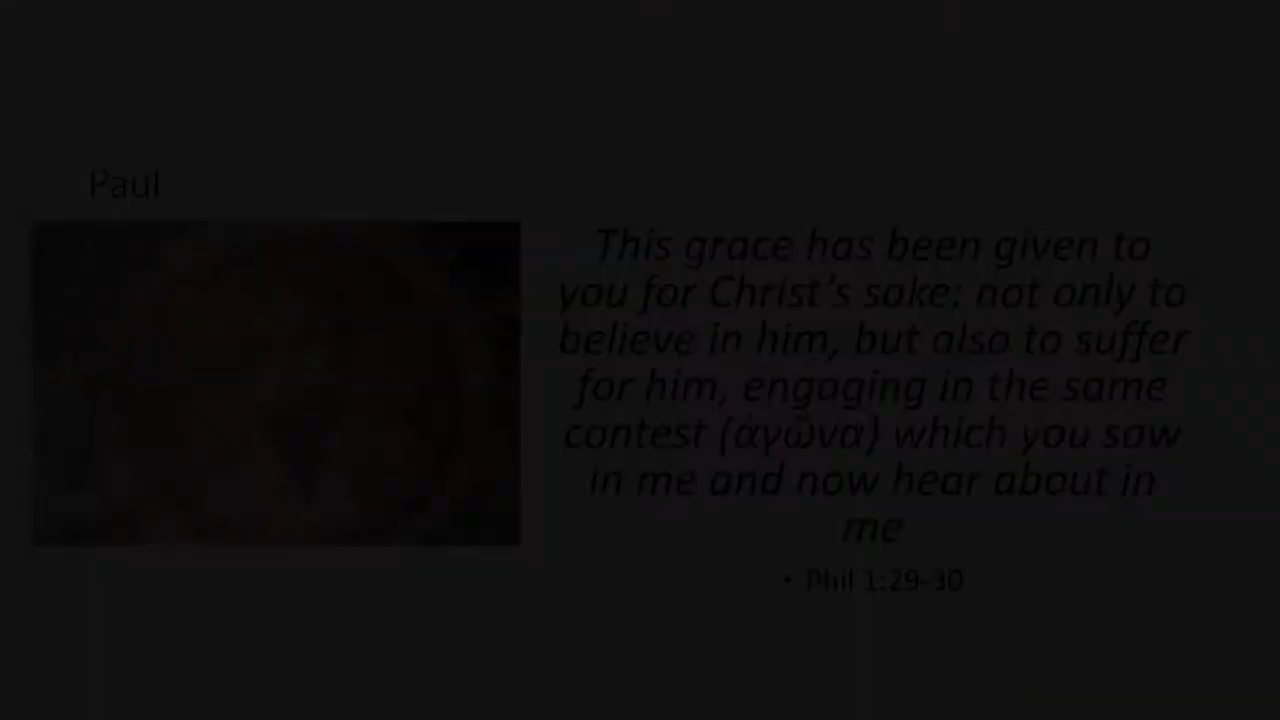 Paul
This grace has been given to
you for Christ’s sake: not only to
believe in him, but also to suffer
for him, engaging in the same
contest (ἀγῶνα) which you saw
in me and now hear about in
me
• Phil 1:29-30